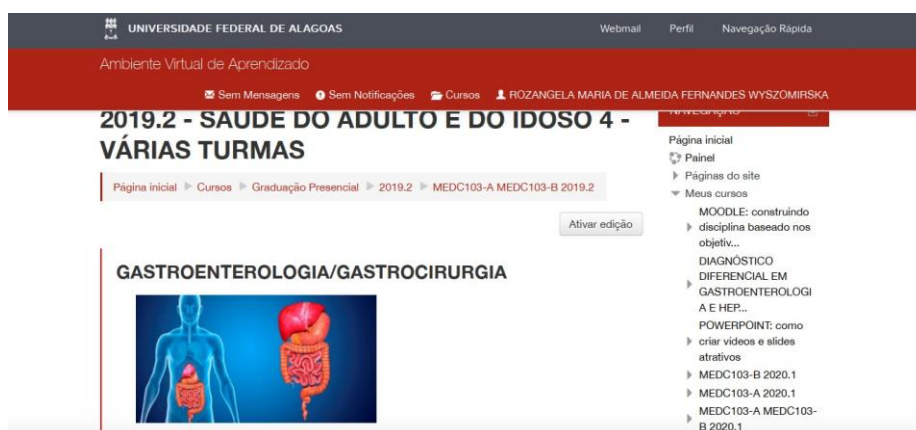 UNIVERSIDADE FEDERAL DE ALAGOAS
Webmail Perfil Navegação Rápida
Ambiente Virtual de Aprendizado
Sem Mensagens Sem Notificações Cursos ROZANGELA MARIA DE ALMEIDA FERNANDES WYSZOMIRSKA
2019.2 - SAÚDE DO ADULTO E DO IDOSO 4 -
VÁRIAS TURMAS
Página inicial Cursos Graduação Presencial 2019.2 MEDC103-A MEDC103-B 2019.2
Ativar edição
GASTROENTEROLOGIA/GASTROCIRURGIA
NAVEGAÇÃO
Página inicial
Painel
Páginas do site
Meus cursos
MOODLE: construindo
disciplina baseado nos
objetiv...
DIAGNÓSTICO
DIFERENCIAL EM
GASTROENTEROLOGI
A E HEP...
POWERPOINT: como
criar vídeos e slides
atrativos
MEDC103-B 2020.1
MEDC103-A 2020.1
MEDC103-A MEDC103-
B 2020.1